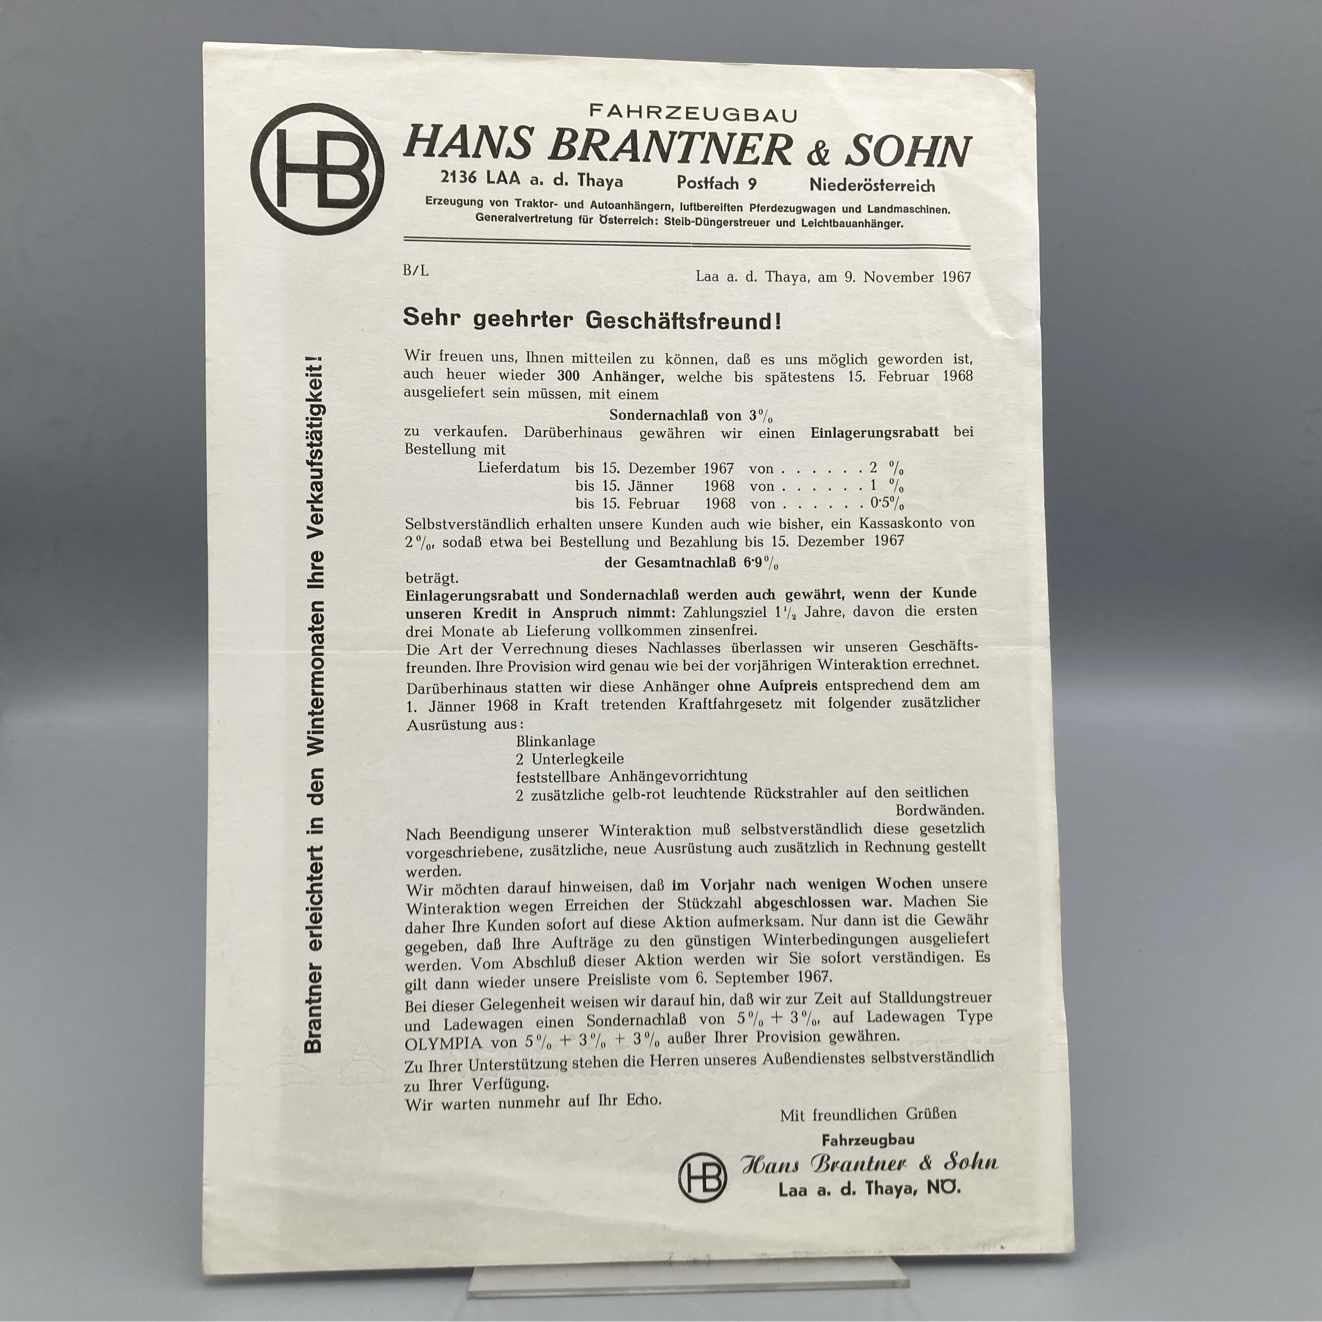 HB
FAHRZEUGBAU
HANS BRANTNER & SOHN
2136 LAA a. d. Thaya Postfach 9 Niederösterreich
Erzeugung von Traktor- und Autoanhängern, luftbereiften Pferdezugwagen und Landmaschinen.
Generalvertretung für Österreich: Steib-Düngerstreuer und Leichtbauanhänger.
B/L Laa a. d. Thaya, am 9. November 1967
Sehr geehrter Geschäftsfreund!
Wir freuen uns, Ihnen mitteilen zu können, daß es uns möglich geworden ist,
auch heuer wieder 300 Anhänger, welche bis spätestens 15. Februar 1968
ausgeliefert sein müssen, mit einem
Sondernachlaß von 3%
zu verkaufen. Darüberhinaus gewähren wir einen Einlagerungsrabatt bei
Bestellung mit
Lieferdatum bis 15. Dezember 1967 von . . . . . . 2 %
bis 15. Jänner 1968 von . . . . . . 1 %
bis 15. Februar 1968 von . . . . . . 0·5%
Selbstverständlich erhalten unsere Kunden auch wie bisher, ein Kassaskonto von
2%, sodaß etwa bei Bestellung und Bezahlung bis 15. Dezember 1967
der Gesamtnachlaß 6·9%
beträgt.
Einlagerungsrabatt und Sondernachlaß werden auch gewährt, wenn der Kunde
unseren Kredit in Anspruch nimmt: Zahlungsziel 1½ Jahre, davon die ersten
drei Monate ab Lieferung vollkommen zinsenfrei.
Die Art der Verrechnung dieses Nachlasses überlassen wir unseren Geschäfts-
freunden. Ihre Provision wird genau wie bei der vorjährigen Winteraktion errechnet.
Darüberhinaus statten wir diese Anhänger ohne Aufpreis entsprechend dem am
1. Jänner 1968 in Kraft tretenden Kraftfahrgesetz mit folgender zusätzlicher
Ausrüstung aus:
Blinkanlage
2 Unterlegkeile
feststellbare Anhängevorrichtung
2 zusätzliche gelb-rot leuchtende Rückstrahler auf den seitlichen
Bordwänden.
Nach Beendigung unserer Winteraktion muß selbstverständlich diese gesetzlich
vorgeschriebene, zusätzliche, neue Ausrüstung auch zusätzlich in Rechnung gestellt
werden.
Wir möchten darauf hinweisen, daß im Vorjahr nach wenigen Wochen unsere
Winteraktion wegen Erreichen der Stückzahl abgeschlossen war. Machen Sie
daher Ihre Kunden sofort auf diese Aktion aufmerksam. Nur dann ist die Gewähr
gegeben, daß Ihre Aufträge zu den günstigen Winterbedingungen ausgeliefert
werden. Vom Abschluß dieser Aktion werden wir Sie sofort verständigen. Es
gilt dann wieder unsere Preisliste vom 6. September 1967.
Bei dieser Gelegenheit weisen wir darauf hin, daß wir zur Zeit auf Stalldungstreuer
und Ladewagen einen Sondernachlaß von 5% + 3%, auf Ladewagen Type
OLYMPIA von 5% + 3% + 3% außer Ihrer Provision gewähren.
Zu Ihrer Unterstützung stehen die Herren unseres Außendienstes selbstverständlich
zu Ihrer Verfügung.
Wir warten nunmehr auf Ihr Echo.
Mit freundlichen Grüßen
Fahrzeugbau
HB Hans Brantner & Sohn
Laa a. d. Thaya, NÖ.
Brantner erleichtert in den Wintermonaten Ihre Verkaufstätigkeit!